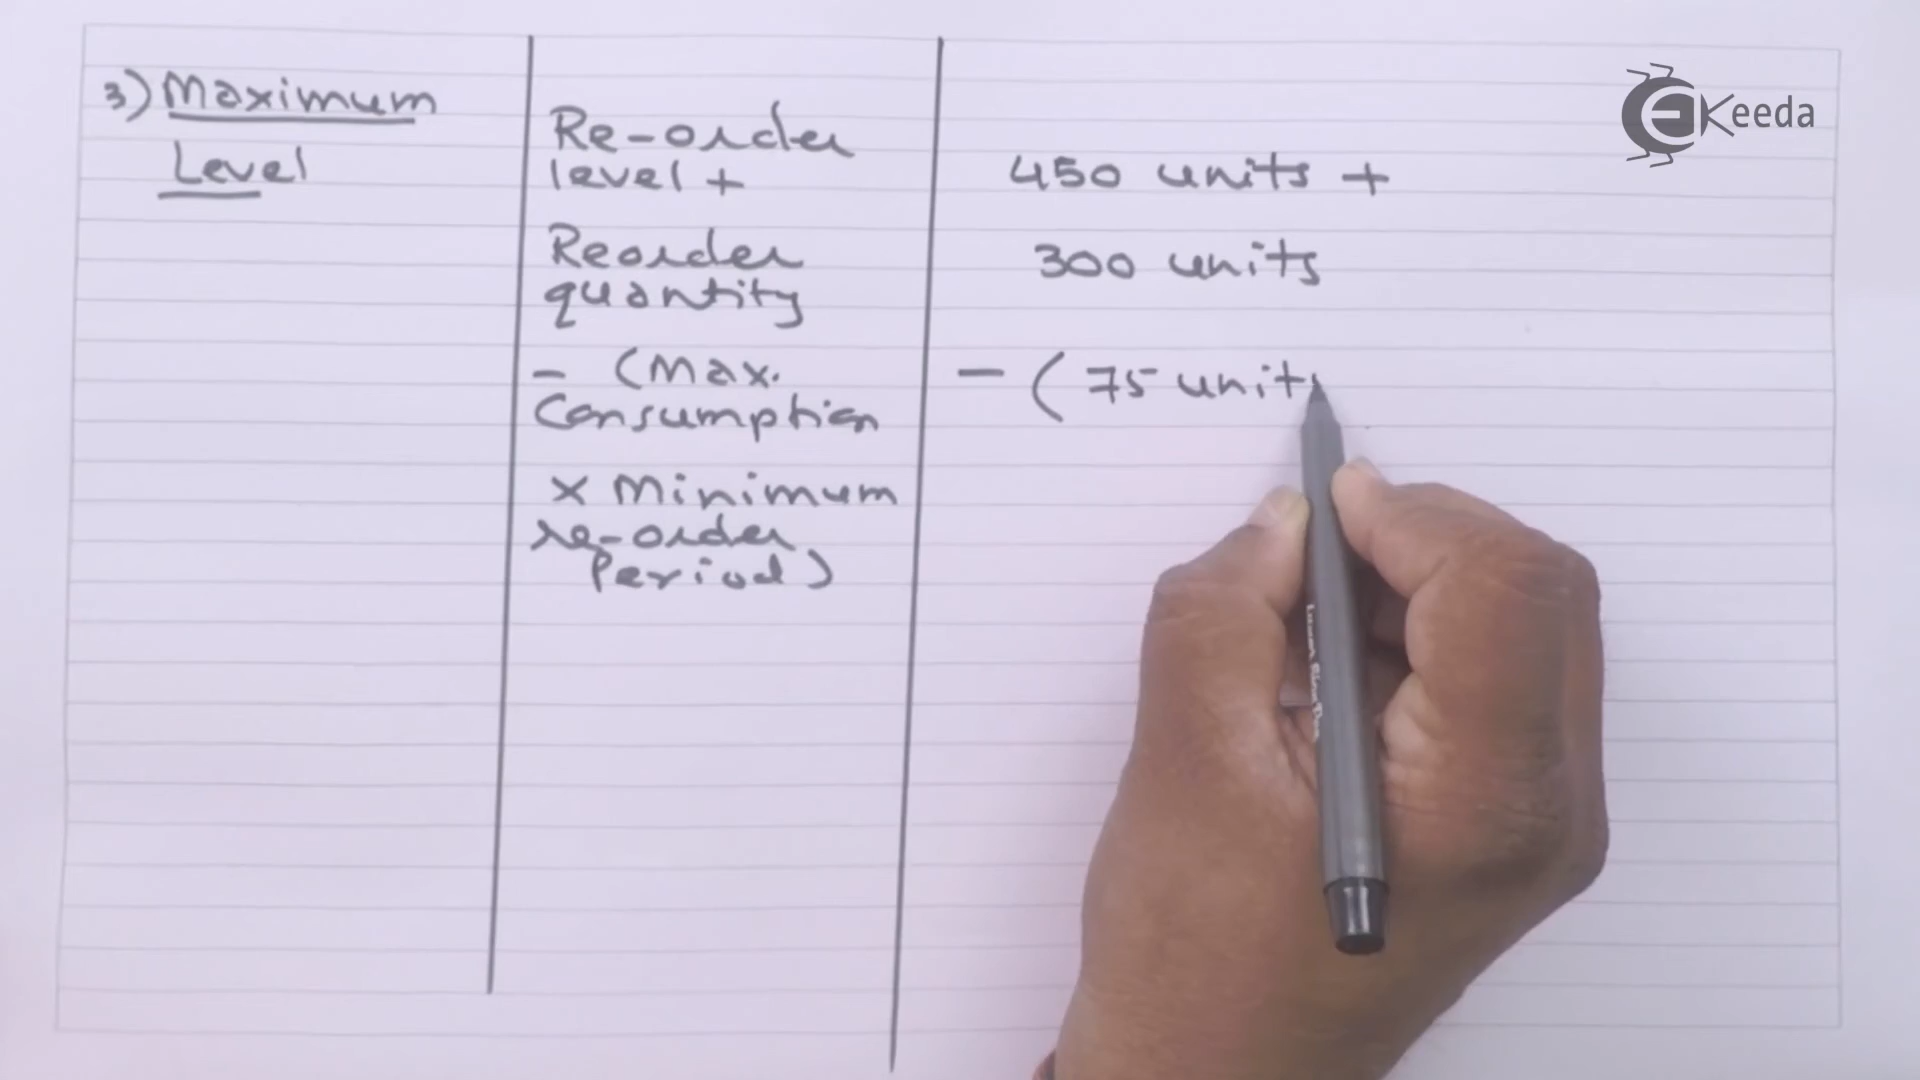 3) Maximum
Level
Re-order
level +
Reorder
quantity
- (Max.
Consumption
x Minimum
re-order
Period)
450 units +
300 units
- (75 units
EKeeda